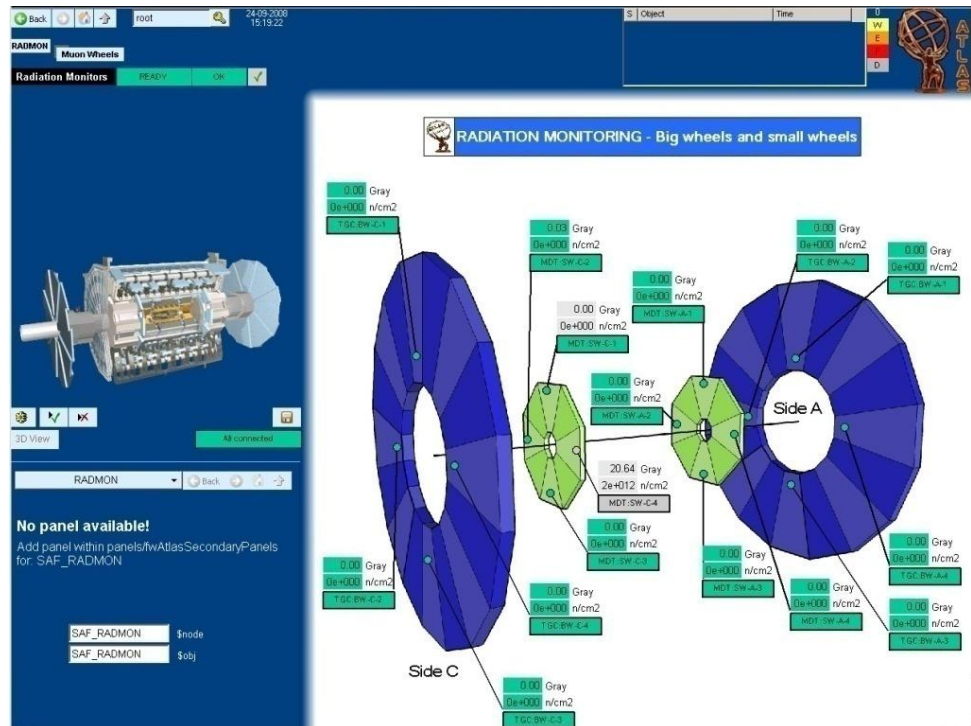 Back
root
24-09-2008
15:19:22
S Object Time
0
W
E
F
D
ATLAS
RADMON
Muon Wheels
Radiation Monitors READY OK
RADIATION MONITORING - Big wheels and small wheels
0.00 Gray
0e+000 n/cm2
TGC:BW-C-1
0.03 Gray
0e+000 n/cm2
MDT:SW-C-2
0.00 Gray
0e+000 n/cm2
TGC:BW-A-2
0.00 Gray
0e+000 n/cm2
TGC:BW-A-1
0.00 Gray
0e+000 n/cm2
MDT:SW-A-1
0.00 Gray
0e+000 n/cm2
MDT:SW-C-1
0.00 Gray
0e+000 n/cm2
MDT:SW-A-2
Side A
3D View
All connected
20.64 Gray
2e+012 n/cm2
MDT:SW-C-4
RADMON
Back
No panel available!
Add panel within panels/fwAtlasSecondaryPanels
for: SAF_RADMON
0.00 Gray
0e+000 n/cm2
MDT:SW-C-3
0.00 Gray
0e+000 n/cm2
TGC:BW-C-2
0.00 Gray
0e+000 n/cm2
MDT:SW-A-3
0.00 Gray
0e+000 n/cm2
TGC:BW-A-4
0.00 Gray
0e+000 n/cm2
TGC:BW-C-4
0.00 Gray
0e+000 n/cm2
MDT:SW-A-4
0.00 Gray
0e+000 n/cm2
TGC:BW-A-3
SAF_RADMON $node
SAF_RADMON $obj
Side C
0.00 Gray
0e+000 n/cm2
TGC:BW-C-3